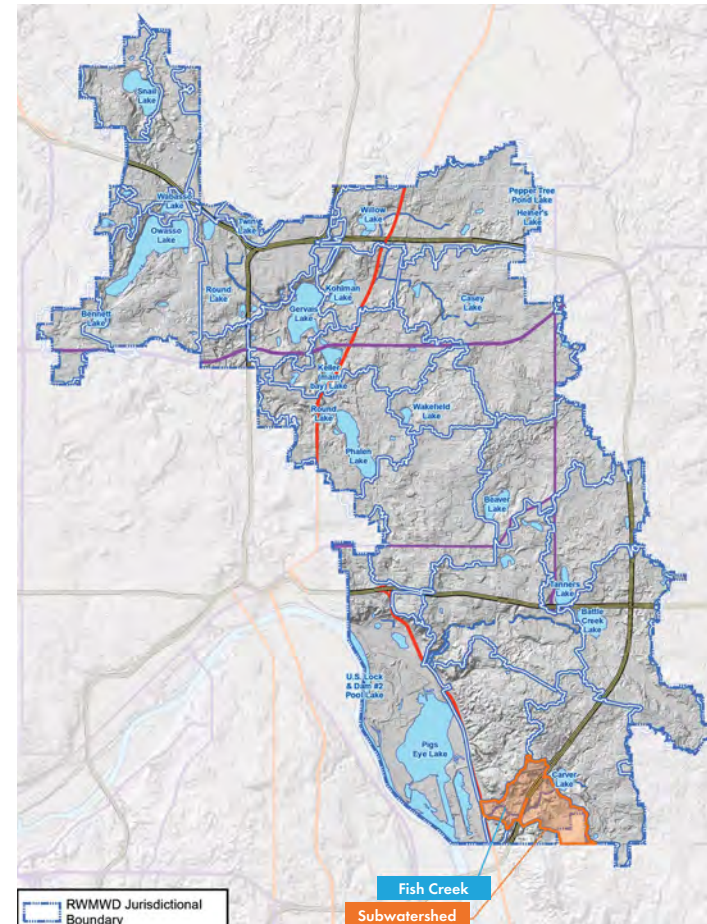 Snail
Lake
Pepper Tree
Pond Lake
Heiner's
Lake
Wabasso
Lake
Owasso
Lake
Twin
Lake
Willow
Lake
Round
Lake
Kohlman
Lake
Gervais
Lake
Casey
Lake
Bennett
Lake
Keller
Lake
Round
Lake
Wakefield
Lake
Phalen
Lake
Beaver
Lake
Tanners
Lake
Battle
Creek
Lake
U.S. Lock
& Dam #2
Pool Lake
Pigs
Eye Lake
Carver
Lake
Fish Creek
Subwatershed
RWMWD Jurisdictional
Boundary